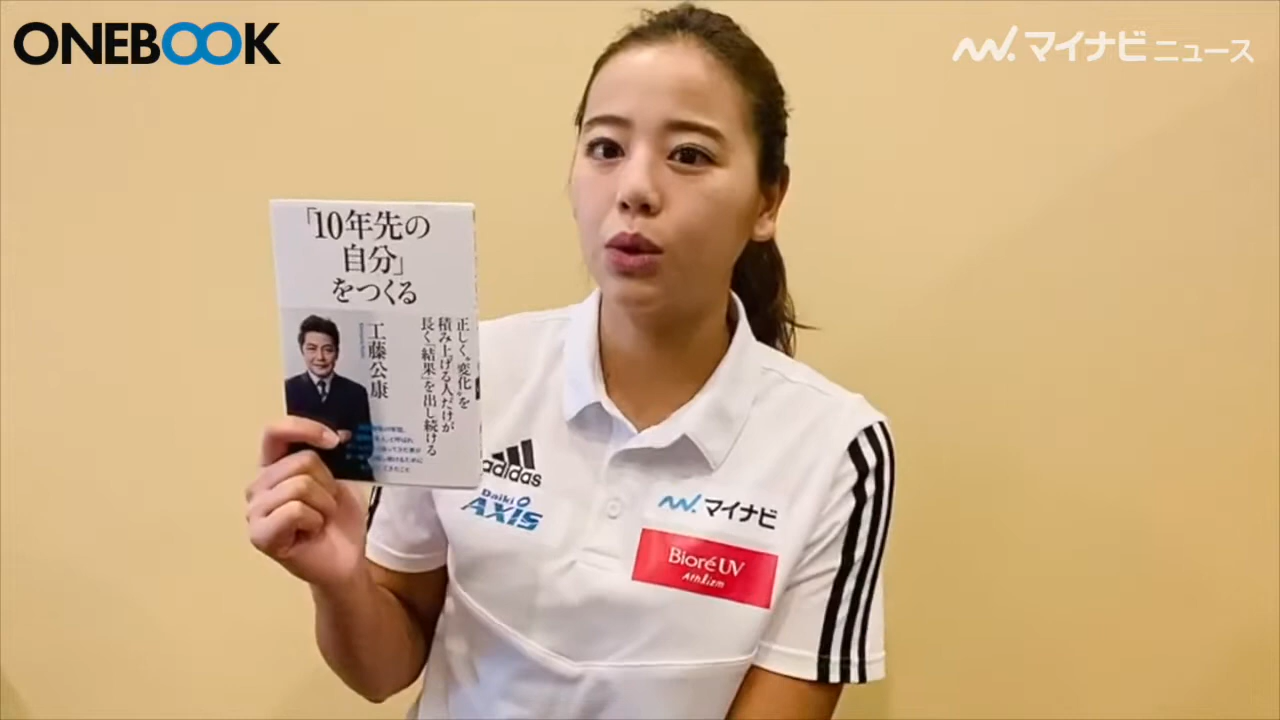 ONEBOOK
マイナビニュース
「10年先の
自分」
をつくる
工藤公康
正しく“変化”を
積み上げる人だけが
長く「結果」を出し続ける
adidas
Daiki
AXIS
マイナビ
Bioré UV
Athlizm